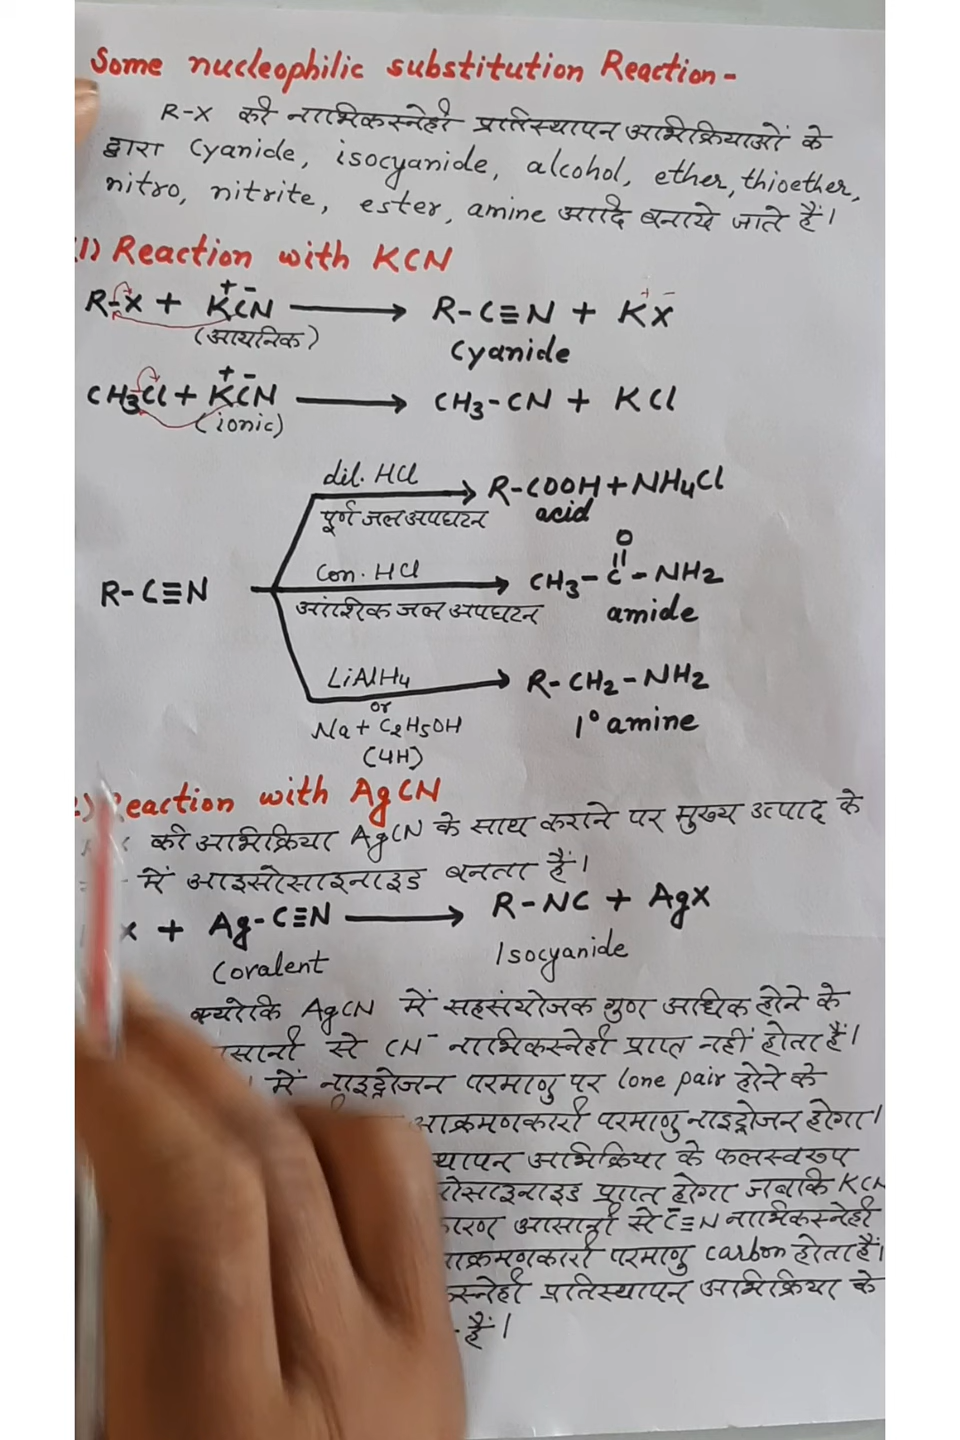 Some nucleophilic substitution Reaction-
R-X की नाभिकस्नेही प्रतिस्थापन अभिक्रियाओं के
द्वारा Cyanide, isocyanide, alcohol, ether, thioether,
nitro, nitrite, ester, amine आदि बनाये जाते हैं।
1) Reaction with KCN
R-X + K⁺C⁻N ⟶ R-C≡N + K⁺X⁻
(आयनिक) Cyanide
CH₃Cl + K⁺C⁻N ⟶ CH₃-CN + KCl
(ionic)
dil. HCl R-COOH + NH₄Cl
पूर्ण जल अपघटन acid
O
R-C≡N Con. HCl CH₃-C-NH₂
आंशिक जल अपघटन amide
LiAlH₄ R-CH₂-NH₂
or
Na + C₂H₅OH 1° amine
(4H)
Reaction with AgCN
की अभिक्रिया AgCN के साथ कराने पर मुख्य उत्पाद के
में आइसोसाइनाइड बनता है।
X + Ag-C≡N ⟶ R-NC + AgX
Covalent Isocyanide
क्योकि AgCN में सहसंयोजक गुण अधिक होने के
से CN⁻ नाभिकस्नेही प्राप्त नहीं होता है।
में नाइट्रोजन परमाणु पर lone pair होने के
आक्रमणकारी परमाणु नाइट्रोजन होगा।
अभिक्रिया के फलस्वरूप
प्राप्त होगा जबकि KCN
आसानी से C̄≡N नाभिकस्नेही
परमाणु carbon होता है।
प्रतिस्थापन अभिक्रिया के
हैं।